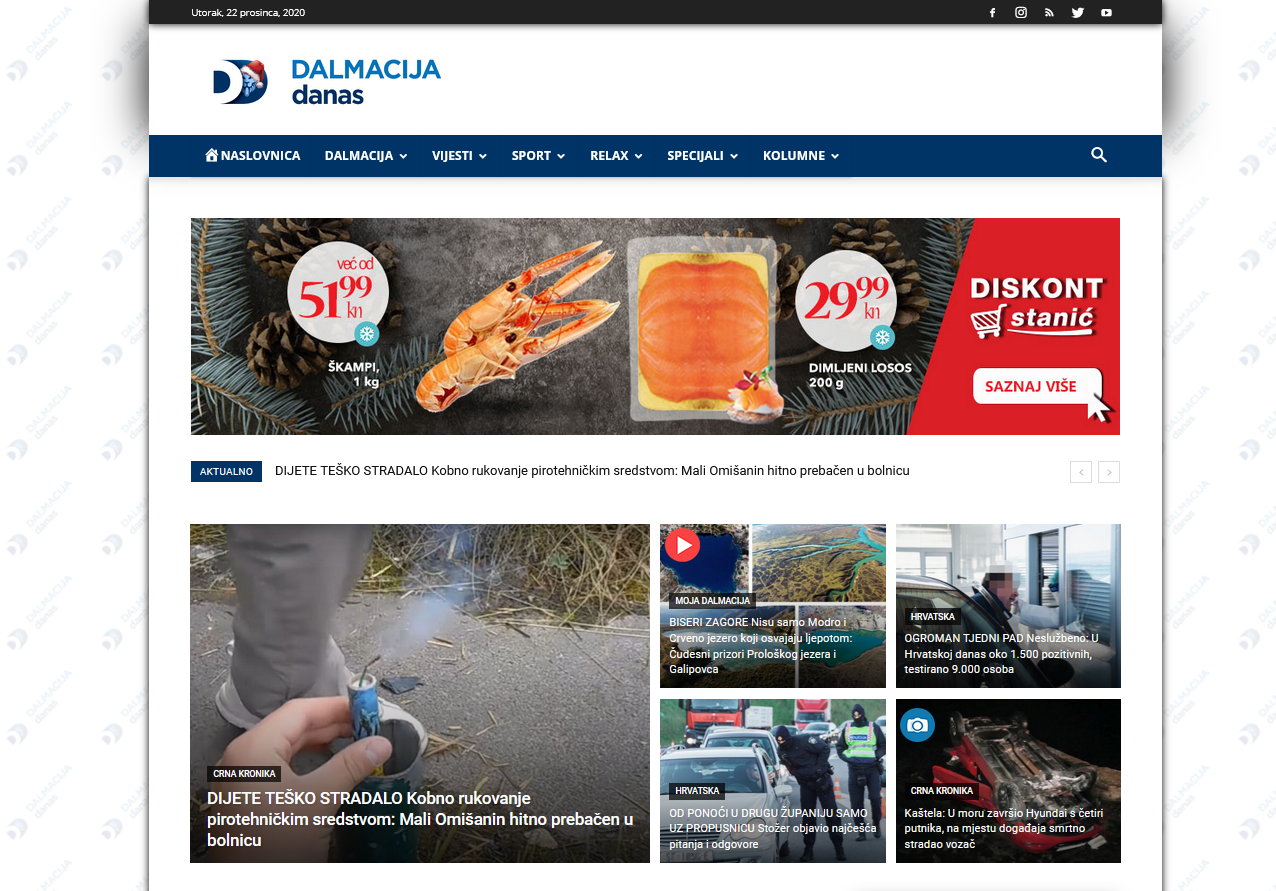 Utorak, 22 prosinca, 2020
DALMACIJA
danas
NASLOVNICA DALMACIJA VIJESTI SPORT RELAX SPECIJALI KOLUMNE
već od
5199
kn
ŠKAMPI,
1 kg
2999
kn
DIMLJENI LOSOS
200 g
DISKONT
stanić
SAZNAJ VIŠE
AKTUALNO DIJETE TEŠKO STRADALO Kobno rukovanje pirotehničkim sredstvom: Mali Omišanin hitno prebačen u bolnicu
CRNA KRONIKA
DIJETE TEŠKO STRADALO Kobno rukovanje
pirotehničkim sredstvom: Mali Omišanin hitno prebačen u
bolnicu
MOJA DALMACIJA
BISERI ZAGORE Nisu samo Modro i
Crveno jezero koji osvajaju ljepotom:
Čudesni prizori Prološkog jezera i
Galipovca
HRVATSKA
OGROMAN TJEDNI PAD Neslužbeno: U
Hrvatskoj danas oko 1.500 pozitivnih,
testirano 9.000 osoba
HRVATSKA
OD PONOĆI U DRUGU ŽUPANIJU SAMO
UZ PROPUSNICU Stožer objavio najčešća
pitanja i odgovore
CRNA KRONIKA
Kaštela: U moru završio Hyundai s četiri
putnika, na mjestu događaja smrtno
stradao vozač